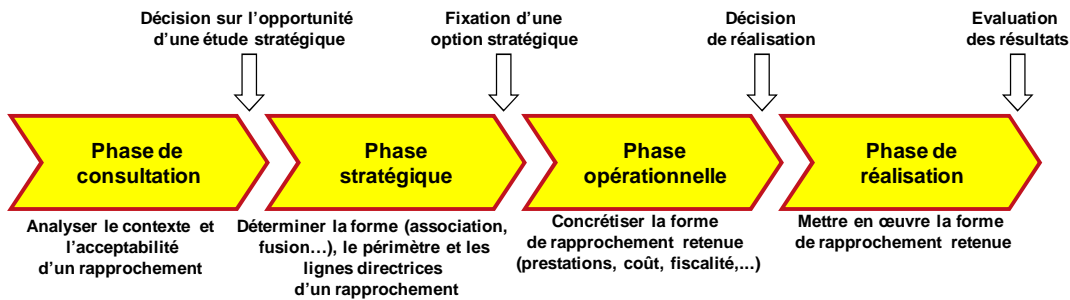 Décision sur l'opportunité
d'une étude stratégique
Fixation d'une
option stratégique
Décision
de réalisation
Evaluation
des résultats
Phase de
consultation
Phase
stratégique
Phase
opérationnelle
Phase de
réalisation
Analyser le contexte et
l'acceptabilité
d'un rapprochement
Déterminer la forme (association,
fusion…), le périmètre et les
lignes directrices
d'un rapprochement
Concrétiser la forme
de rapprochement retenue
(prestations, coût, fiscalité,...)
Mettre en œuvre la forme
de rapprochement retenue